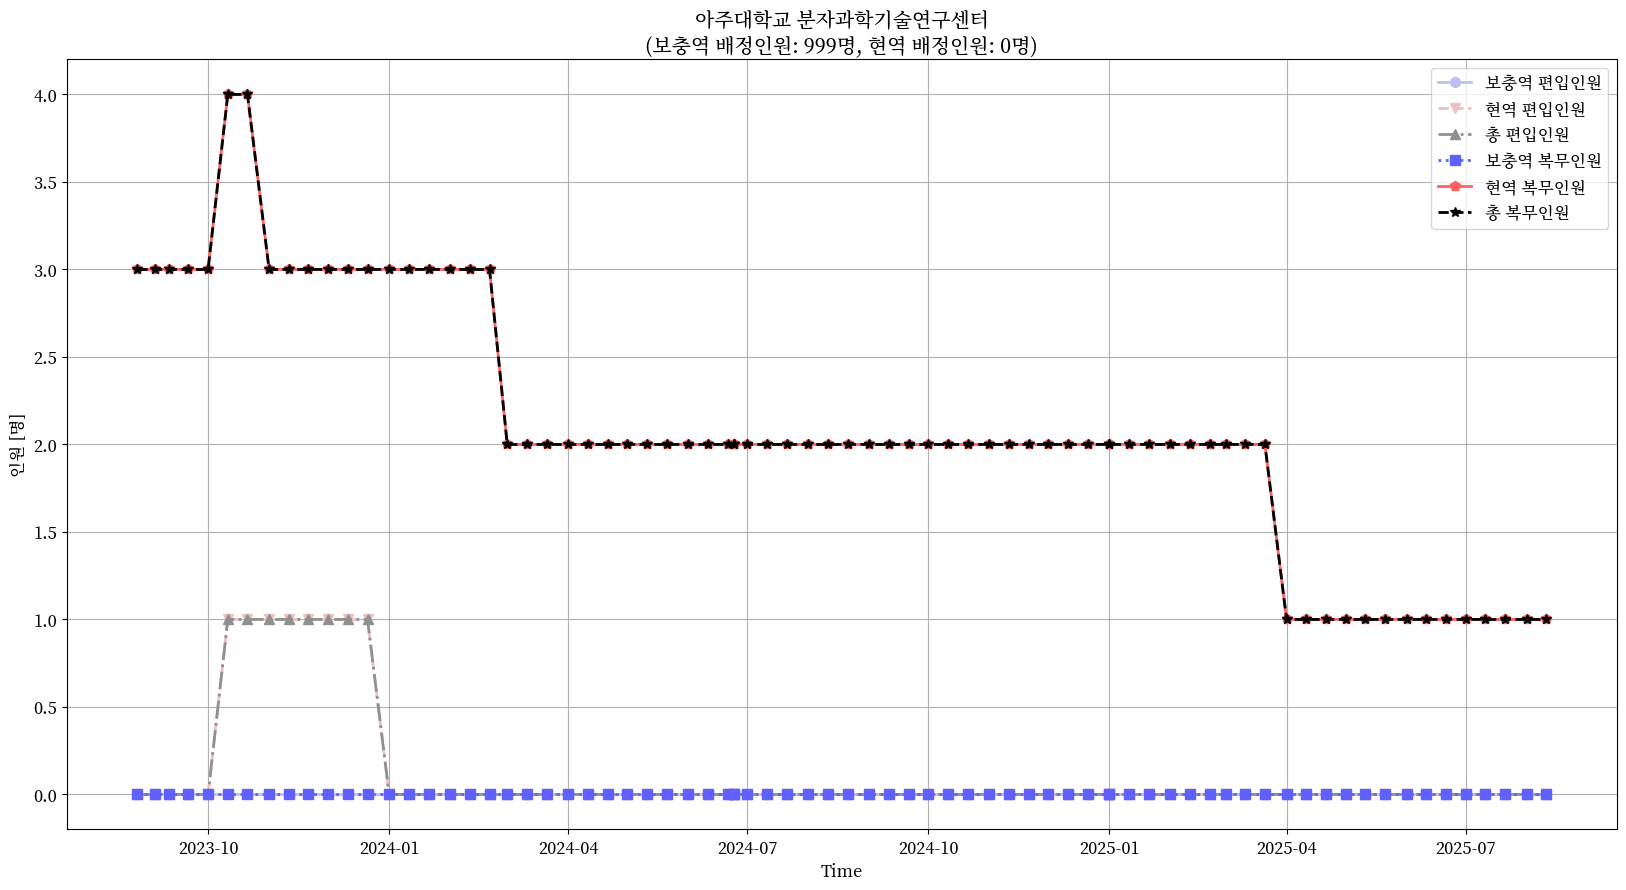 아주대학교 분자과학기술연구센터
(보충역 배정인원: 999명, 현역 배정인원: 0명)
보충역 편입인원
현역 편입인원
총 편입인원
보충역 복무인원
현역 복무인원
총 복무인원
4.0
3.5
3.0
2.5
2.0
1.5
1.0
0.5
0.0
인원 [명]
2023-10
2024-01
2024-04
2024-07
2024-10
2025-01
2025-04
2025-07
Time